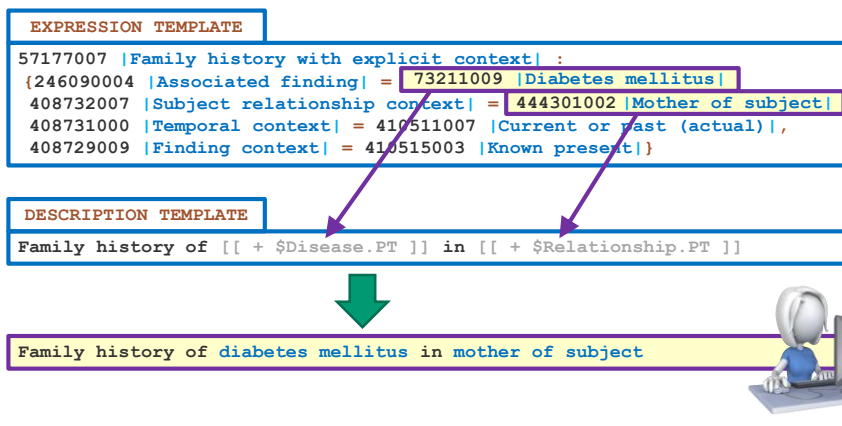 EXPRESSION TEMPLATE
57177007 |Family history with explicit context| :
{246090004 |Associated finding| = 73211009 |Diabetes mellitus|
408732007 |Subject relationship context| = 444301002 |Mother of subject|
408731000 |Temporal context| = 410511007 |Current or past (actual)|,
408729009 |Finding context| = 410515003 |Known present|}
DESCRIPTION TEMPLATE
Family history of [[ + $Disease.PT ]] in [[ + $Relationship.PT ]]
Family history of diabetes mellitus in mother of subject